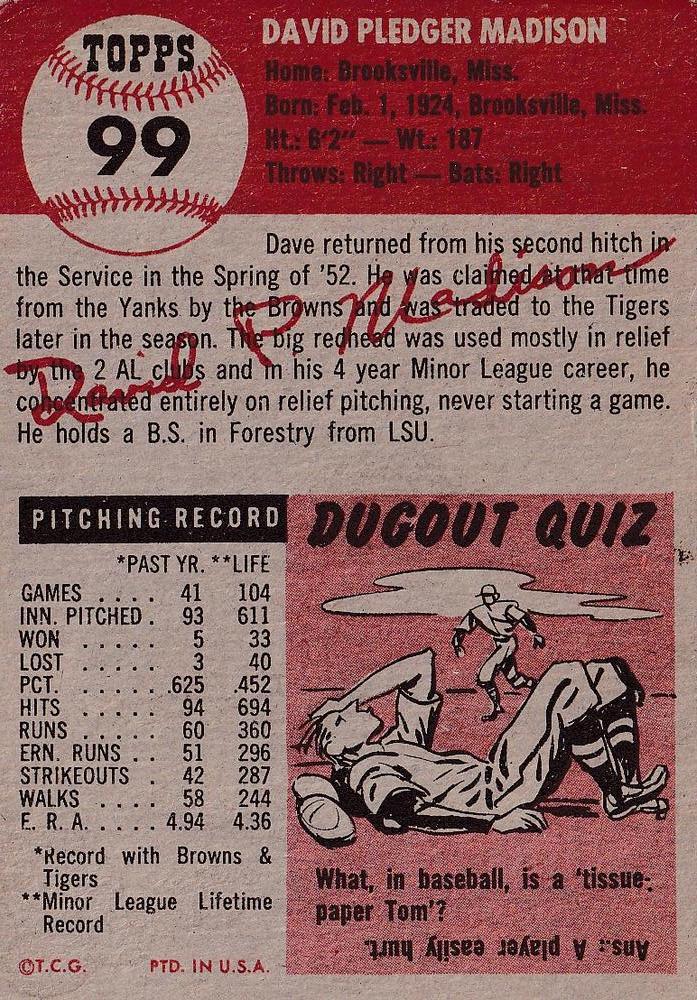 TOPPS
99
DAVID PLEDGER MADISON
Home: Brooksville, Miss.
Born: Feb. 1, 1924, Brooksville, Miss.
Ht.: 6'2" — Wt.: 187
Throws: Right — Bats: Right
Dave returned from his second hitch in
the Service in the Spring of '52. He was claimed at that time
from the Yanks by the Browns and was traded to the Tigers
later in the season. The big redhead was used mostly in relief
by the 2 AL clubs and in his 4 year Minor League career, he
concentrated entirely on relief pitching, never starting a game.
He holds a B.S. in Forestry from LSU.
David P. Madison
PITCHING RECORD
*PAST YR. **LIFE
GAMES . . . . 41 104
INN. PITCHED . 93 611
WON . . . . . 5 33
LOST . . . . . 3 40
PCT. . . . . . .625 .452
HITS . . . . . 94 694
RUNS . . . . . 60 360
ERN. RUNS . . 51 296
STRIKEOUTS . 42 287
WALKS . . . . 58 244
E. R. A. . . . . 4.94 4.36
*Record with Browns &
Tigers
**Minor League Lifetime
Record
©T.C.G. PTD. IN U.S.A.
DUGOUT QUIZ
What, in baseball, is a 'tissue-
paper Tom'?
Ans.: A player easily hurt.